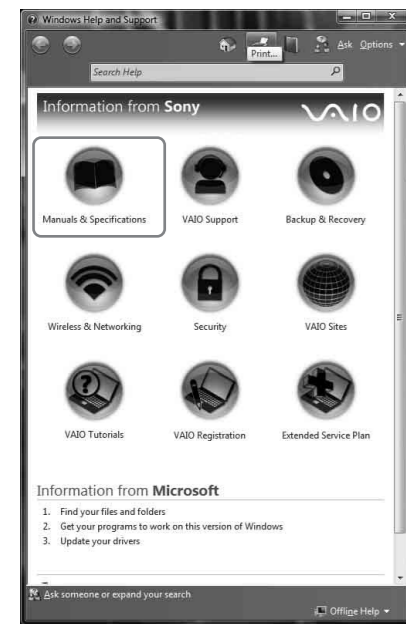 Windows Help and Support
Ask Options
Print...
Search Help
Information from Sony VAIO
Manuals & Specifications VAIO Support Backup & Recovery
Wireless & Networking Security VAIO Sites
VAIO Tutorials VAIO Registration Extended Service Plan
Information from Microsoft
1. Find your files and folders
2. Get your programs to work on this version of Windows
3. Update your drivers
Ask someone or expand your search
Offline Help